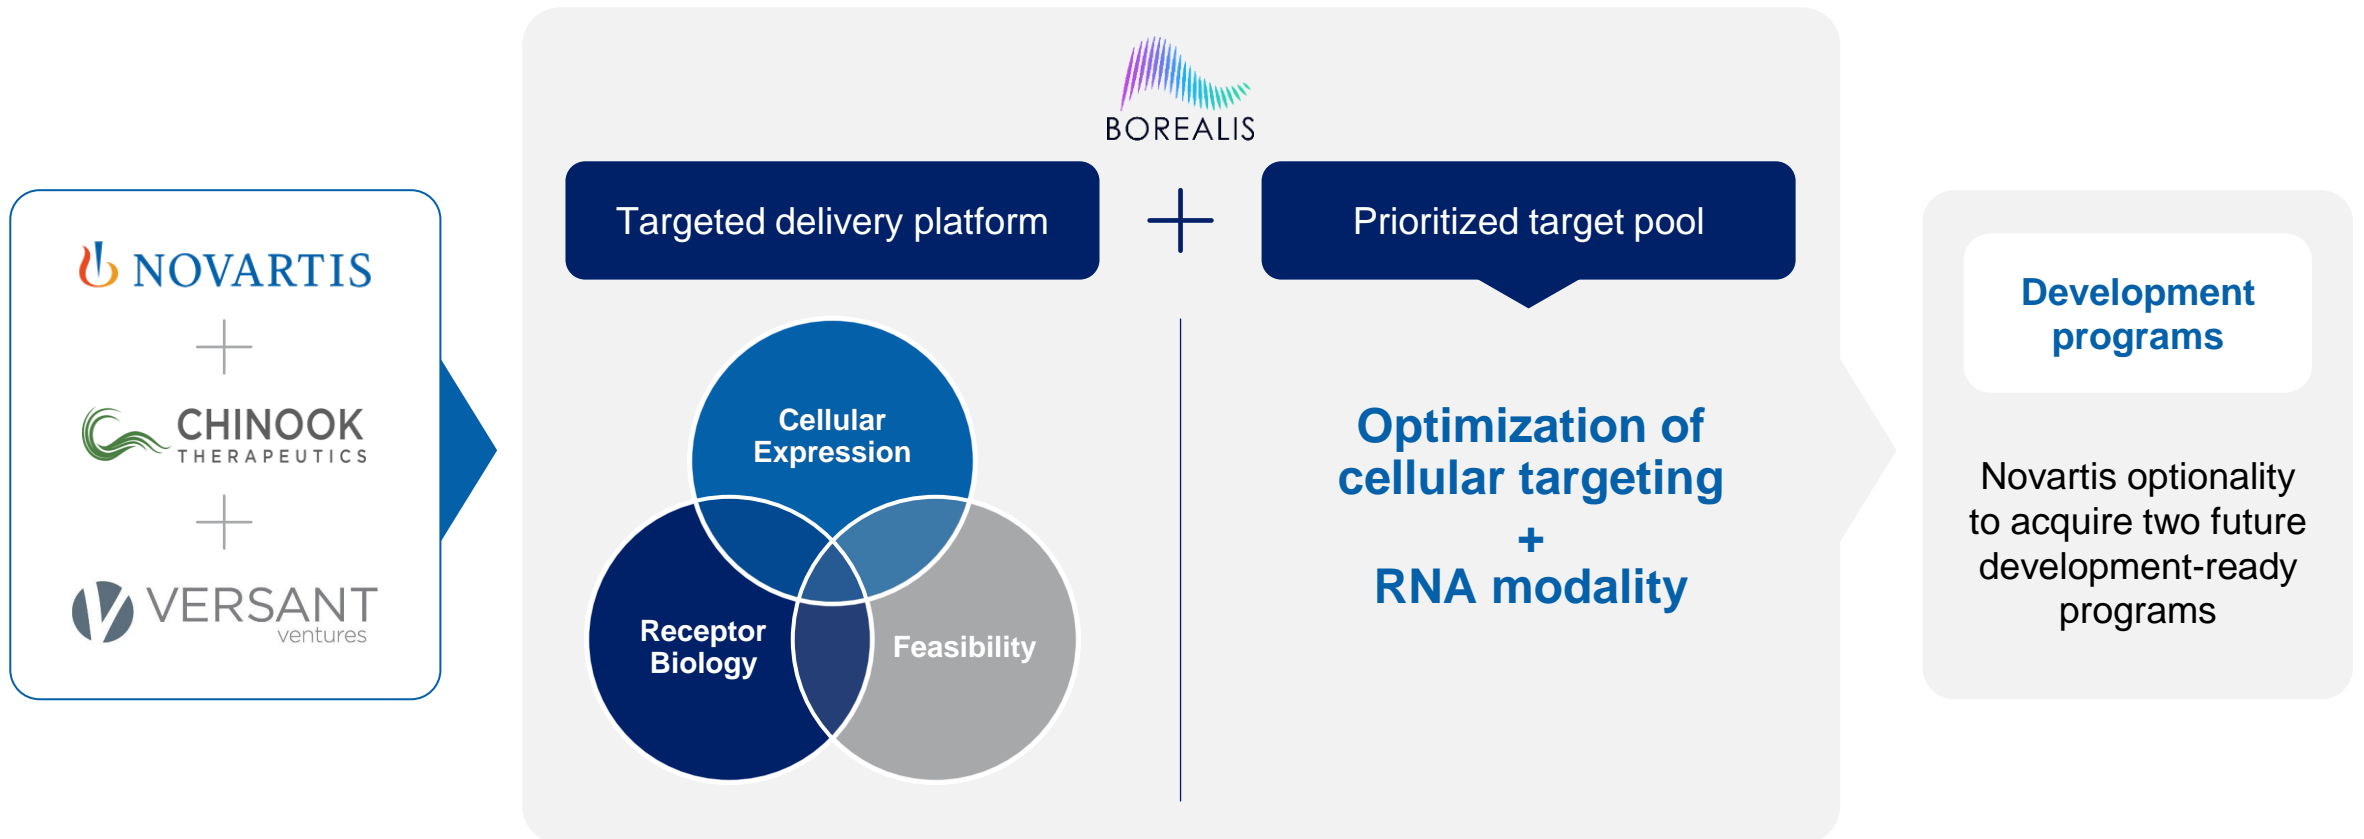 NOVARTIS
+
CHINOOK
THERAPEUTICS
+
VERSANT
ventures
BOREALIS
Targeted delivery platform
+
Prioritized target pool
Cellular
Expression
Receptor
Biology
Feasibility
Optimization of
cellular targeting
+
RNA modality
Development
programs
Novartis optionality
to acquire two future
development-ready
programs